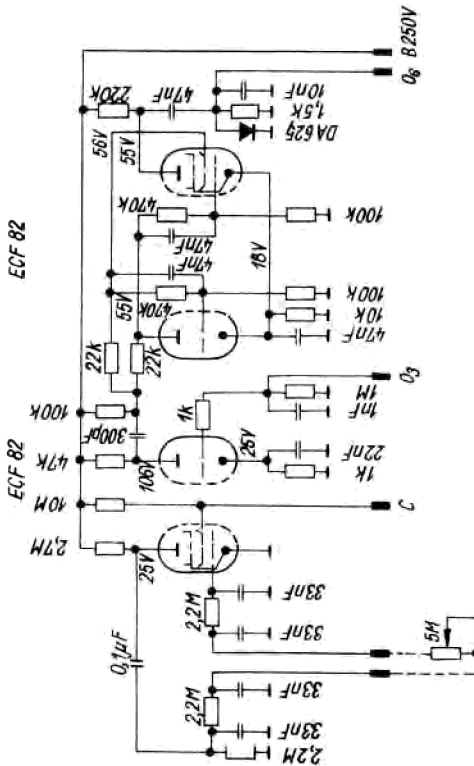 ECF 82
ECF 82
2,7M
10M
47k
100k
220k
B250V
0,1µF
25V
106V
300pF
22k
22k
55V
56V
55V
470k
47nF
47nF
470k
47nF
18V
2,2M
2,2M
1k
25V
2,2M
33nF
33nF
33nF
33nF
1k
22nF
1nF
1M
47nF
10k
100k
100k
DA625
1,5k
10nF
C
O3
O6
5M